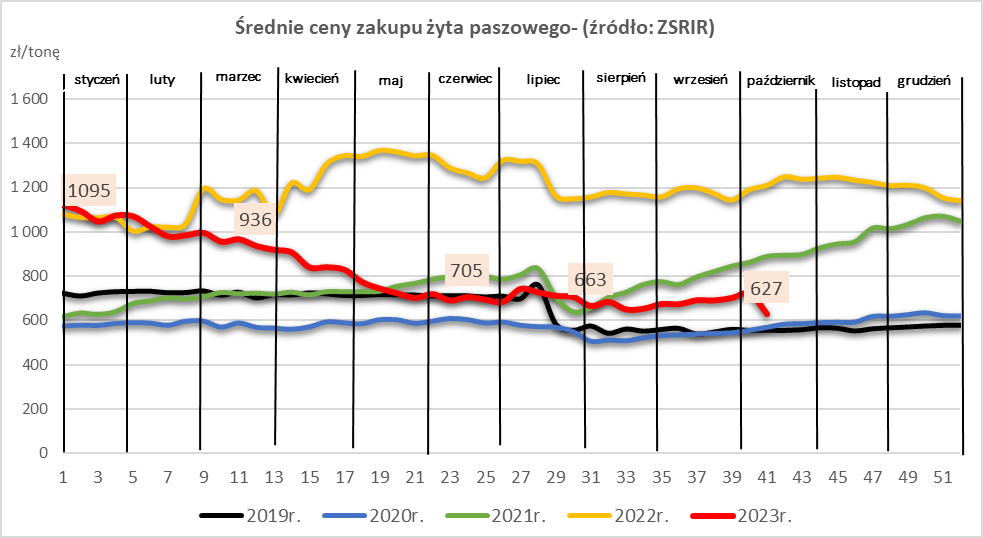 Średnie ceny zakupu żyta paszowego- (źródło: ZSRIR)
zł/tonę
styczeń luty marzec kwiecień maj czerwiec lipiec sierpień wrzesień październik listopad grudzień
1 600
1 400
1 200
1 000
800
600
400
200
0
1095
936
705
663
627
1 3 5 7 9 11 13 15 17 19 21 23 25 27 29 31 33 35 37 39 41 43 45 47 49 51
2019r. 2020r. 2021r. 2022r. 2023r.